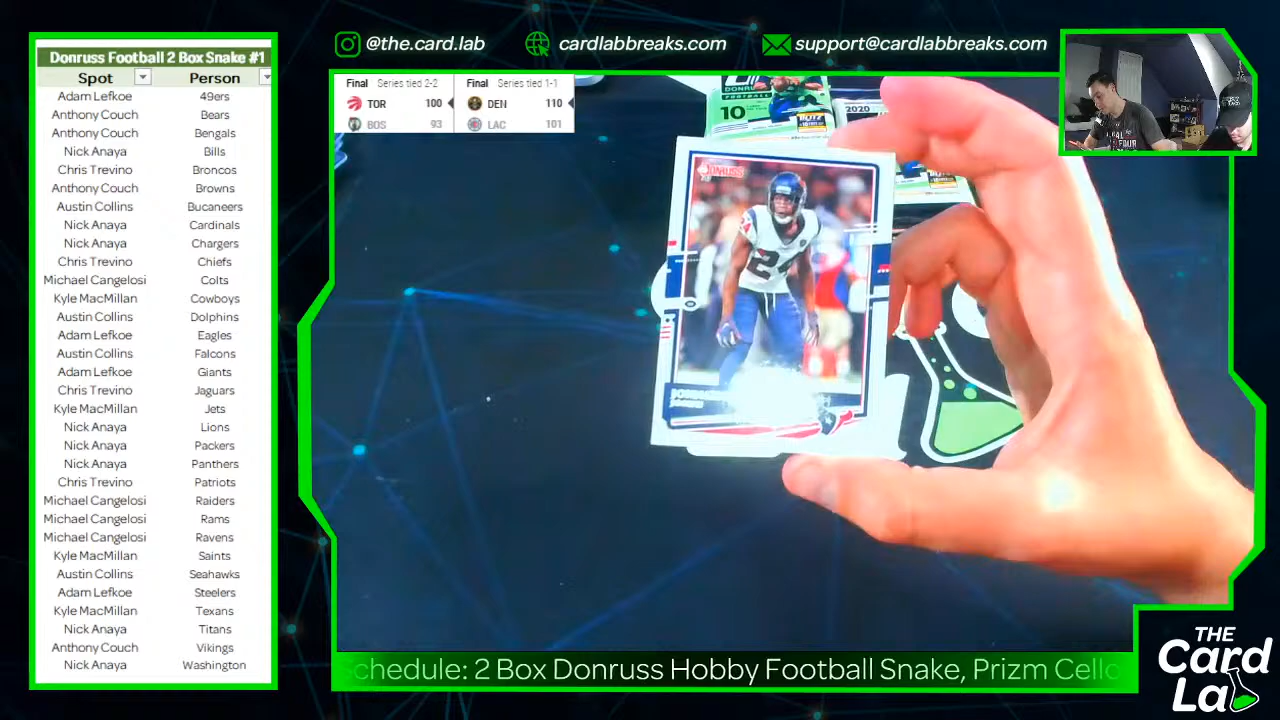 @the.card.lab
cardlabbreaks.com
support@cardlabbreaks.com
Donruss Football 2 Box Snake #1
Spot Person
Adam Lefkoe 49ers
Anthony Couch Bears
Anthony Couch Bengals
Nick Anaya Bills
Chris Trevino Broncos
Anthony Couch Browns
Austin Collins Bucaneers
Nick Anaya Cardinals
Nick Anaya Chargers
Chris Trevino Chiefs
Michael Cangelosi Colts
Kyle MacMillan Cowboys
Austin Collins Dolphins
Adam Lefkoe Eagles
Austin Collins Falcons
Adam Lefkoe Giants
Chris Trevino Jaguars
Kyle MacMillan Jets
Nick Anaya Lions
Nick Anaya Packers
Nick Anaya Panthers
Chris Trevino Patriots
Michael Cangelosi Raiders
Michael Cangelosi Rams
Michael Cangelosi Ravens
Kyle MacMillan Saints
Austin Collins Seahawks
Adam Lefkoe Steelers
Kyle MacMillan Texans
Nick Anaya Titans
Anthony Couch Vikings
Nick Anaya Washington
Final Series tied 2-2
TOR 100
BOS 93
Final Series tied 1-1
DEN 110
LAC 101
FOOTBALL
10
2020
DONRUSS
24
Schedule: 2 Box Donruss Hobby Football Snake, Prizm Cello
THE
Card
Lab